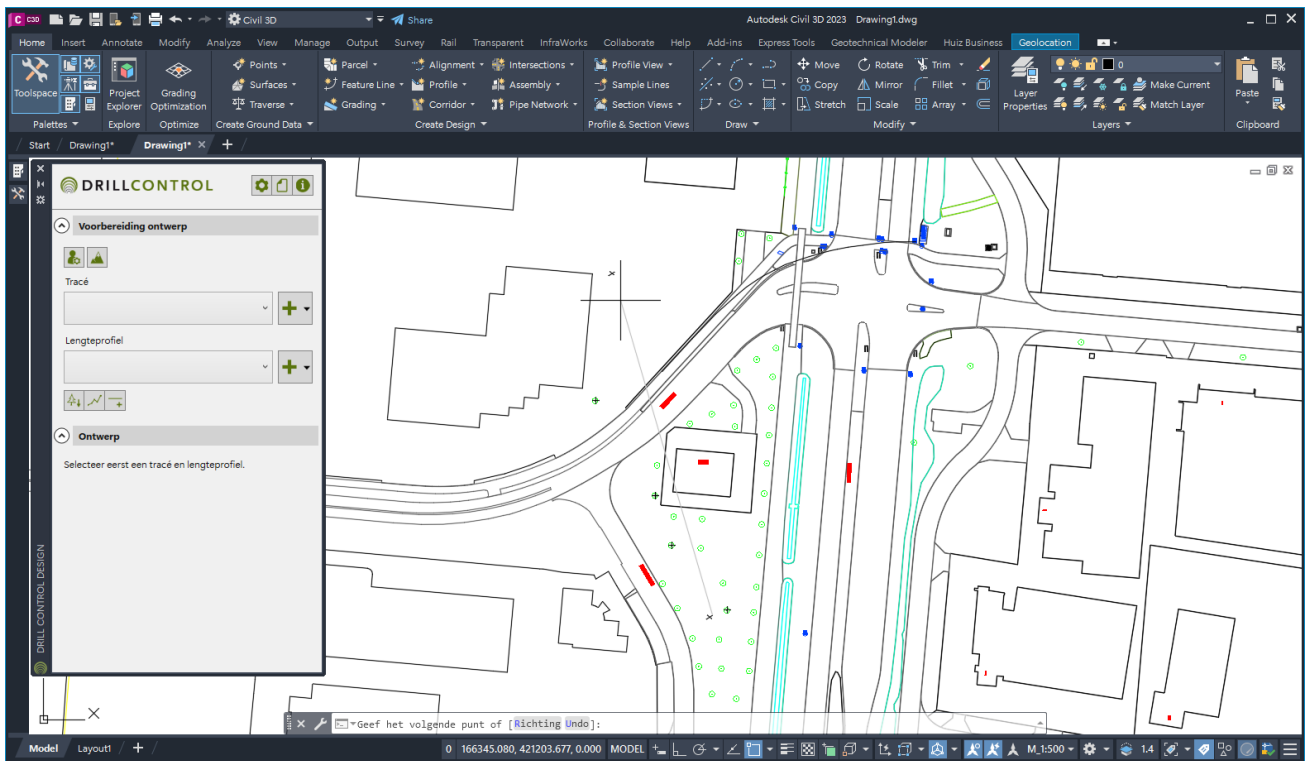 C C3D Civil 3D Share Autodesk Civil 3D 2023 Drawing1.dwg
Home Insert Annotate Modify Analyze View Manage Output Survey Rail Transparent InfraWorks Collaborate Help Add-ins Express Tools Geotechnical Modeler Huiz Business Geolocation
Points Parcel Alignment Intersections Profile View Move Rotate Trim 0
Toolspace Project Explorer Grading Optimization Surfaces Feature Line Profile Assembly Sample Lines Copy Mirror Fillet Layer Properties Make Current Paste
Traverse Grading Corridor Pipe Network Section Views Stretch Scale Array Match Layer
Palettes Explore Optimize Create Ground Data Create Design Profile & Section Views Draw Modify Layers Clipboard
Start Drawing1* Drawing1* +
DRILLCONTROL
Voorbereiding ontwerp
Tracé
Lengteprofiel
Ontwerp
Selecteer eerst een tracé en lengteprofiel.
DRILL CONTROL DESIGN
X
Geef het volgende punt of [Richting Undo]:
Model Layout1 + 0 166345.080, 421203.677, 0.000 MODEL M_1:500 1.4